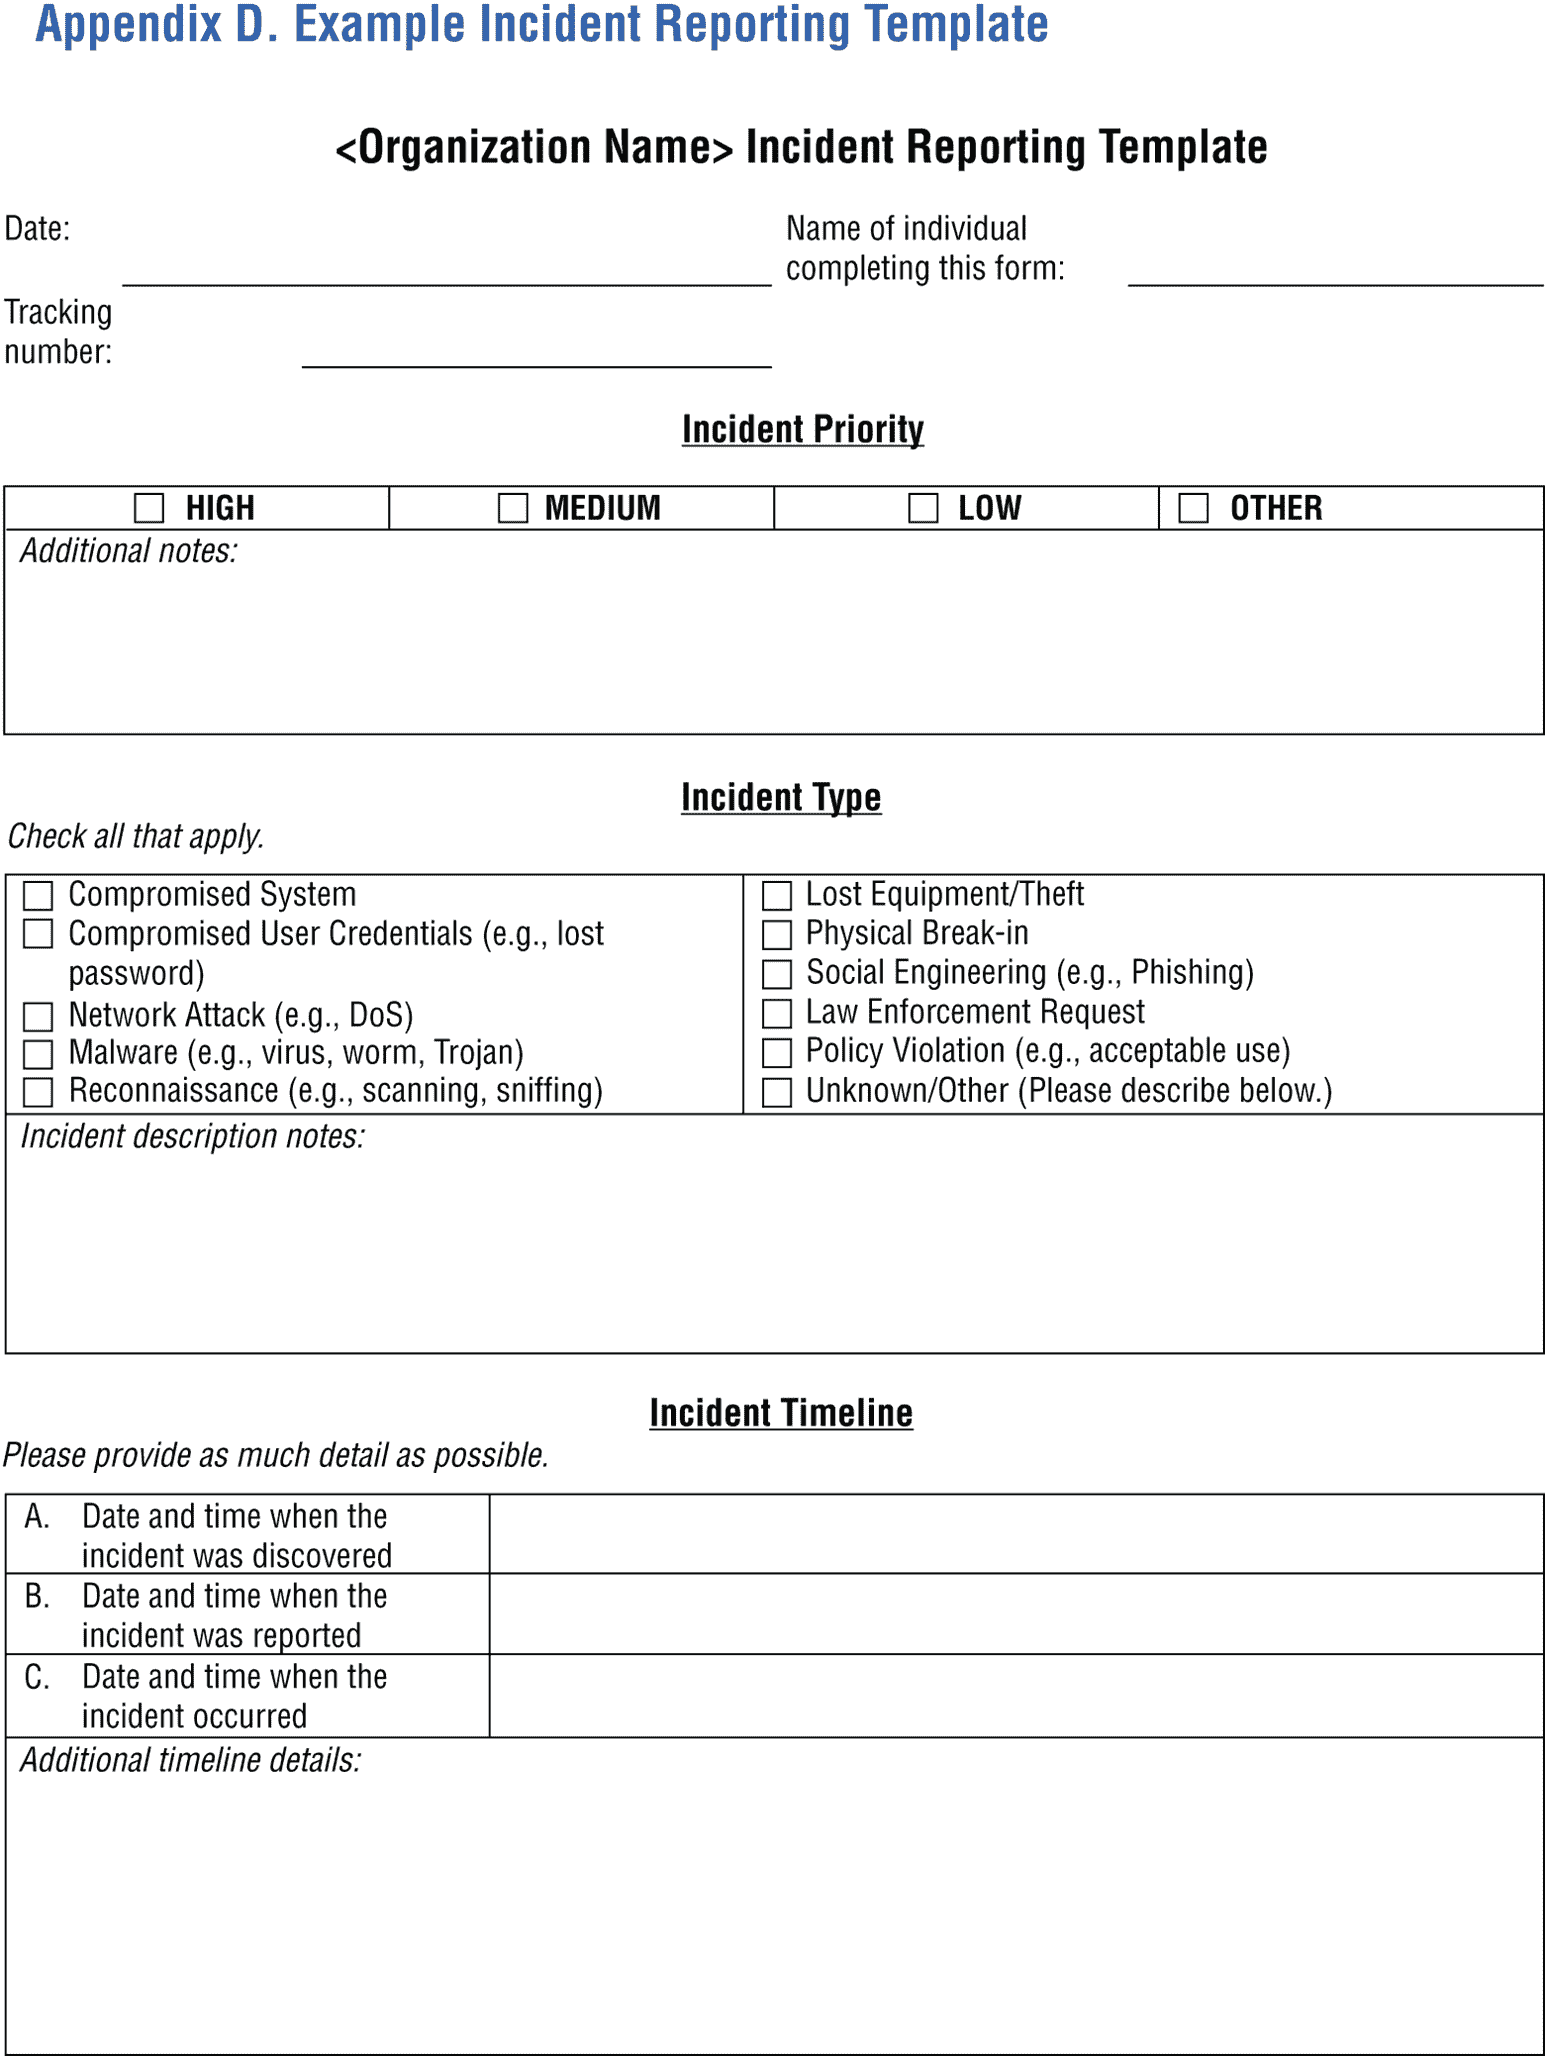 Appendix D. Example Incident Reporting Template
<Organization Name> Incident Reporting Template
Date:
Name of individual
completing this form:
Tracking
number:
Incident Priority
HIGH
MEDIUM
LOW
OTHER
Additional notes:
Incident Type
Check all that apply.
Compromised System
Compromised User Credentials (e.g., lost
password)
Network Attack (e.g., DoS)
Malware (e.g., virus, worm, Trojan)
Reconnaissance (e.g., scanning, sniffing)
Lost Equipment/Theft
Physical Break-in
Social Engineering (e.g., Phishing)
Law Enforcement Request
Policy Violation (e.g., acceptable use)
Unknown/Other (Please describe below.)
Incident description notes:
Incident Timeline
Please provide as much detail as possible.
A. Date and time when the
incident was discovered
B. Date and time when the
incident was reported
C. Date and time when the
incident occurred
Additional timeline details: